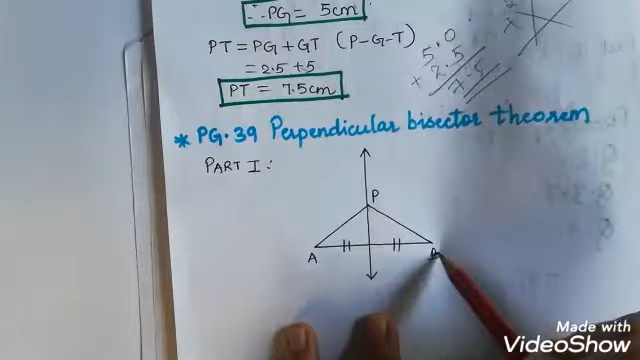 ∴ PG = 5cm
PT = PG + GT (P-G-T)
= 2.5 + 5
PT = 7.5cm
5.0
+ 2.5
7.5
* PG.39 Perpendicular bisector theorem
PART I:
P
A
B
Made with
VideoShow